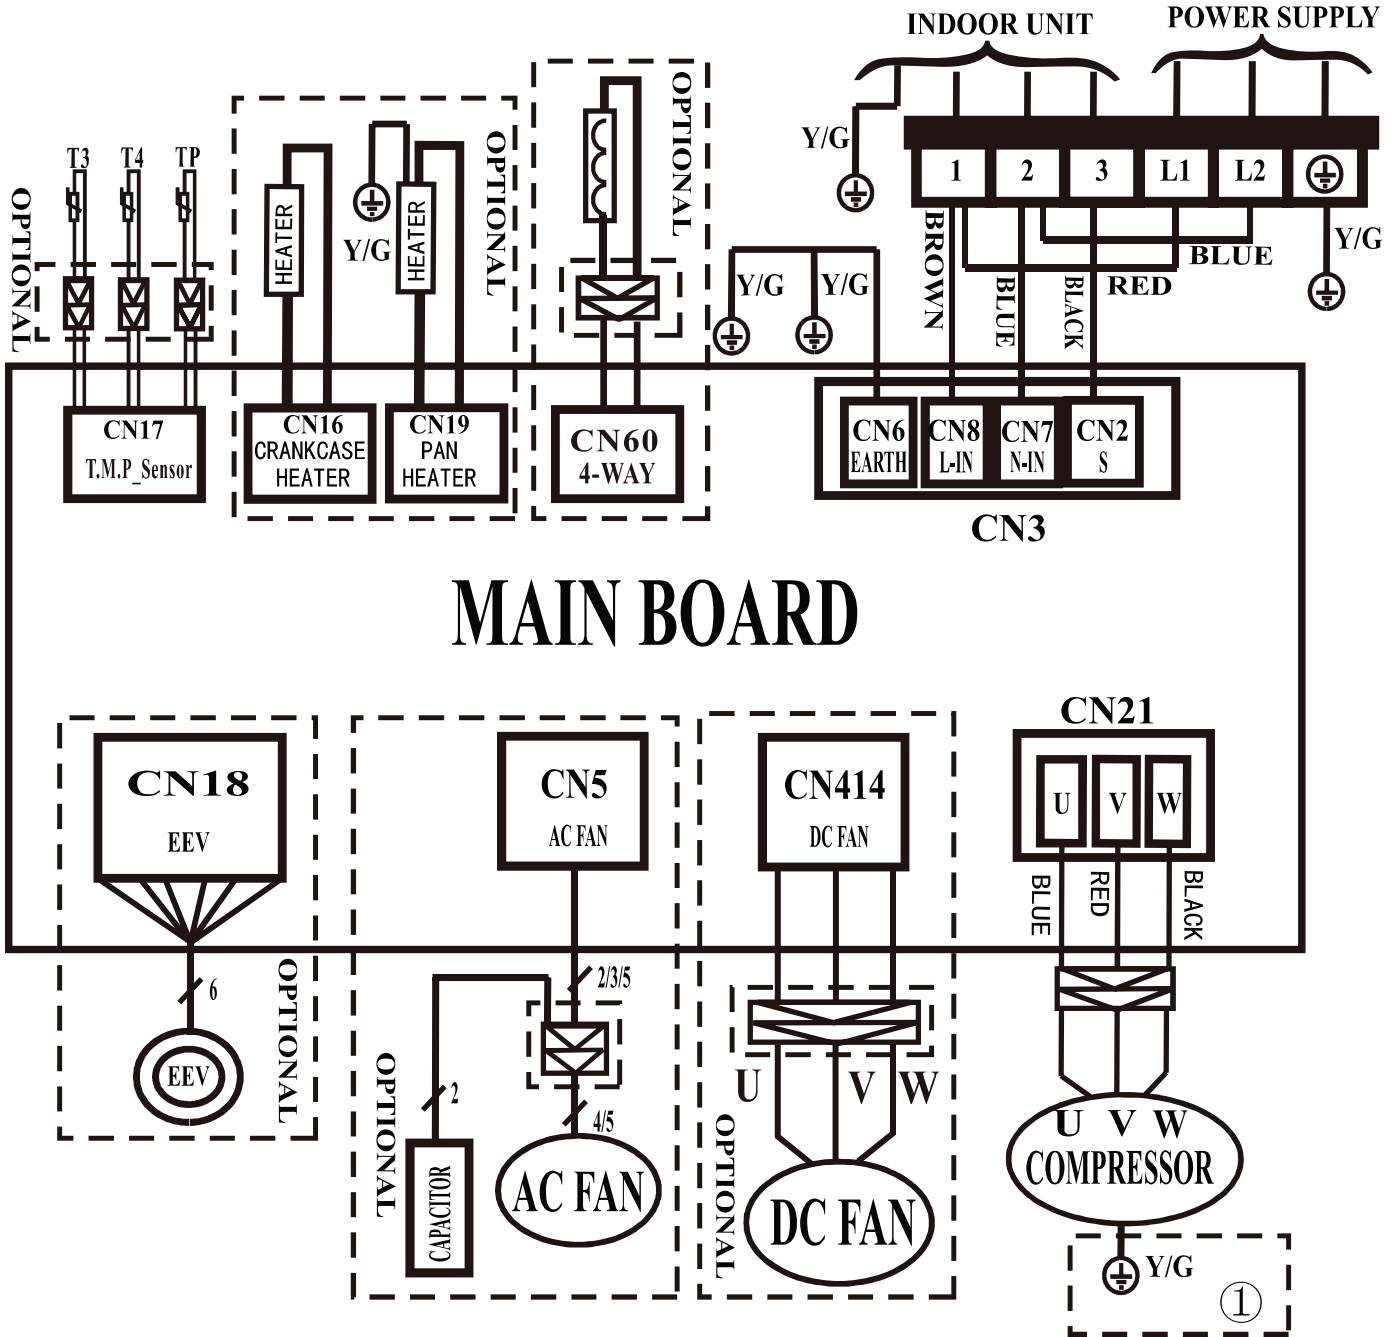 INDOOR UNIT
POWER SUPPLY
Y/G
1
2
3
L1
L2
BROWN
BLUE
BLACK
RED
BLUE
Y/G
Y/G
Y/G
T3
T4
TP
OPTIONAL
HEATER
Y/G
HEATER
OPTIONAL
OPTIONAL
CN17
T.M.P_Sensor
CN16
CRANKCASE
HEATER
CN19
PAN
HEATER
CN60
4-WAY
CN6
EARTH
CN8
L-IN
CN7
N-IN
CN2
S
CN3
MAIN BOARD
CN18
EEV
6
EEV
OPTIONAL
CN5
AC FAN
2/3/5
2
4/5
CAPACITOR
AC FAN
OPTIONAL
CN414
DC FAN
U
V
W
DC FAN
OPTIONAL
CN21
U
V
W
BLUE
RED
BLACK
U V W
COMPRESSOR
Y/G
①